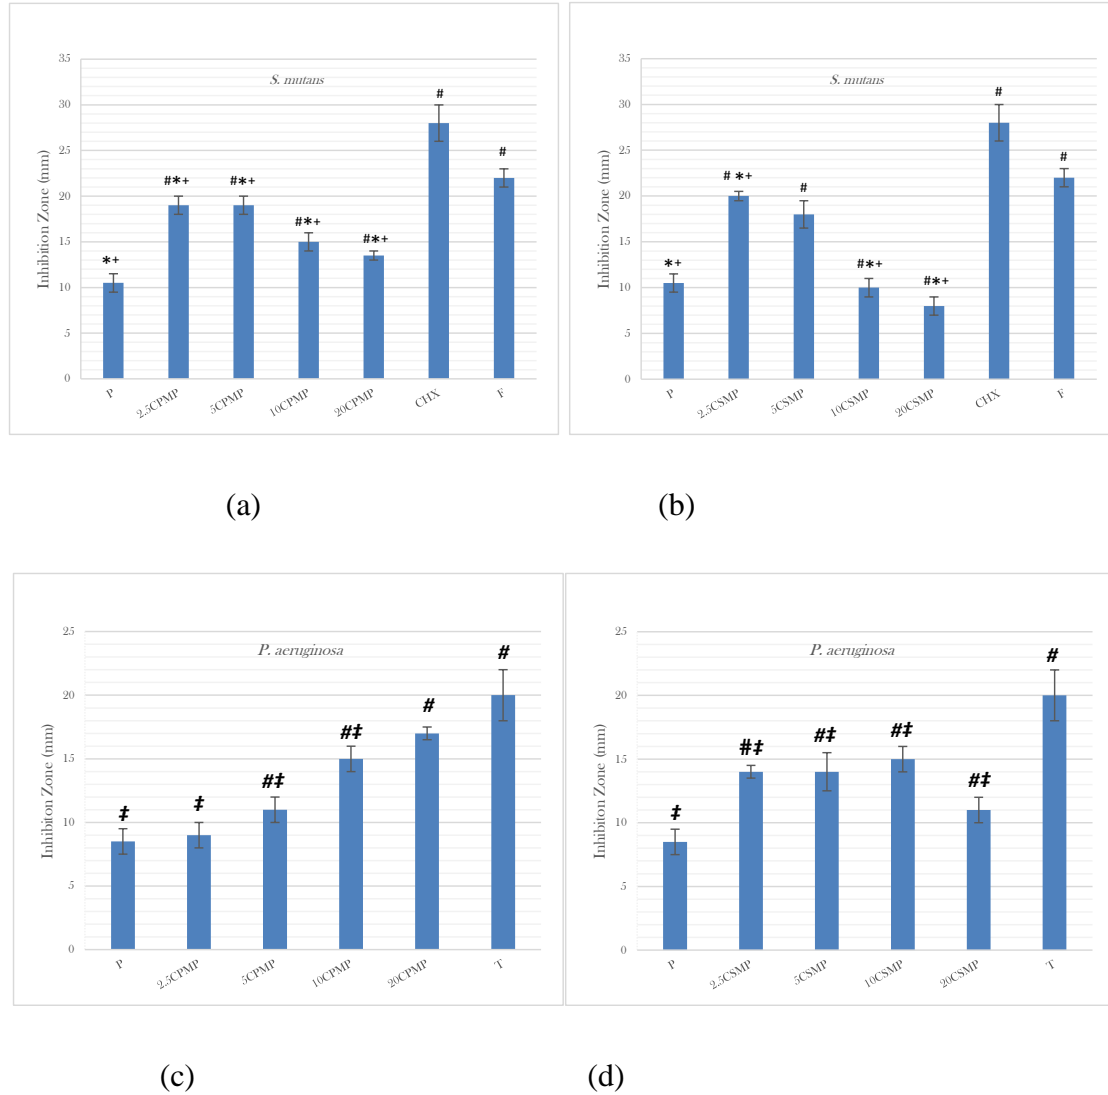 S. mutans
Inhibition Zone (mm)
35
30
25
20
15
10
5
0
*+
#*+
#*+
#*+
#*+
#
#
P
2.5CPMP
5CPMP
10CPMP
20CPMP
CHX
F
(a)
S. mutans
Inhibition Zone (mm)
35
30
25
20
15
10
5
0
*+
# *+
#
#*+
#*+
#
#
P
2.5CSMP
5CSMP
10CSMP
20CSMP
CHX
F
(b)
P. aeruginosa
Inhibiton Zone (mm)
25
20
15
10
5
0
‡
‡
#‡
#‡
#
#
P
2.5CPMP
5CPMP
10CPMP
20CPMP
T
(c)
P. aeruginosa
Inhibiton Zone (mm)
25
20
15
10
5
0
‡
#‡
#‡
#‡
#‡
#
P
2.5CSMP
5CSMP
10CSMP
20CSMP
T
(d)